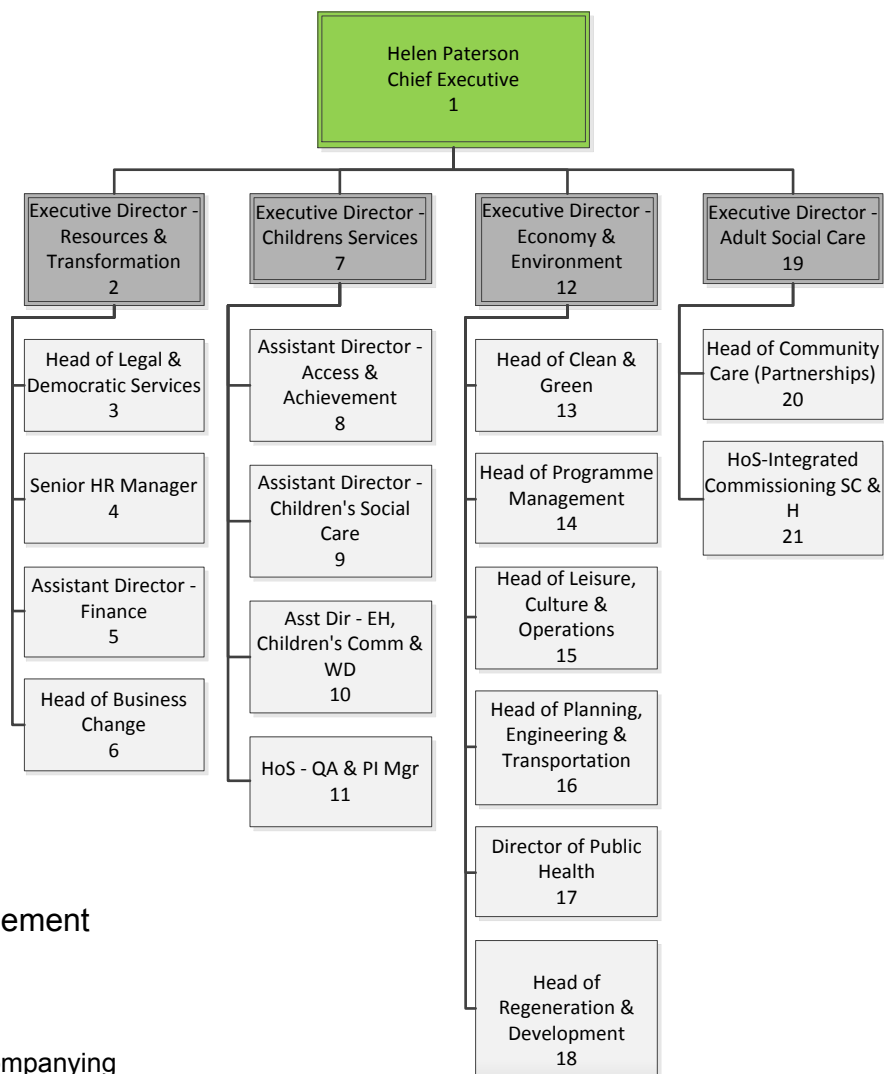 Helen Paterson
Chief Executive
1
Executive Director -
Resources &
Transformation
2
Executive Director -
Childrens Services
7
Executive Director -
Economy &
Environment
12
Executive Director -
Adult Social Care
19
Head of Legal &
Democratic Services
3
Senior HR Manager
4
Assistant Director -
Finance
5
Head of Business
Change
6
Assistant Director -
Access &
Achievement
8
Assistant Director -
Children's Social
Care
9
Asst Dir - EH,
Children's Comm &
WD
10
HoS - QA & PI Mgr
11
Head of Clean &
Green
13
Head of Programme
Management
14
Head of Leisure,
Culture &
Operations
15
Head of Planning,
Engineering &
Transportation
16
Director of Public
Health
17
Head of
Regeneration &
Development
18
Head of Community
Care (Partnerships)
20
HoS-Integrated
Commissioning SC &
H
21
ement
mpanying